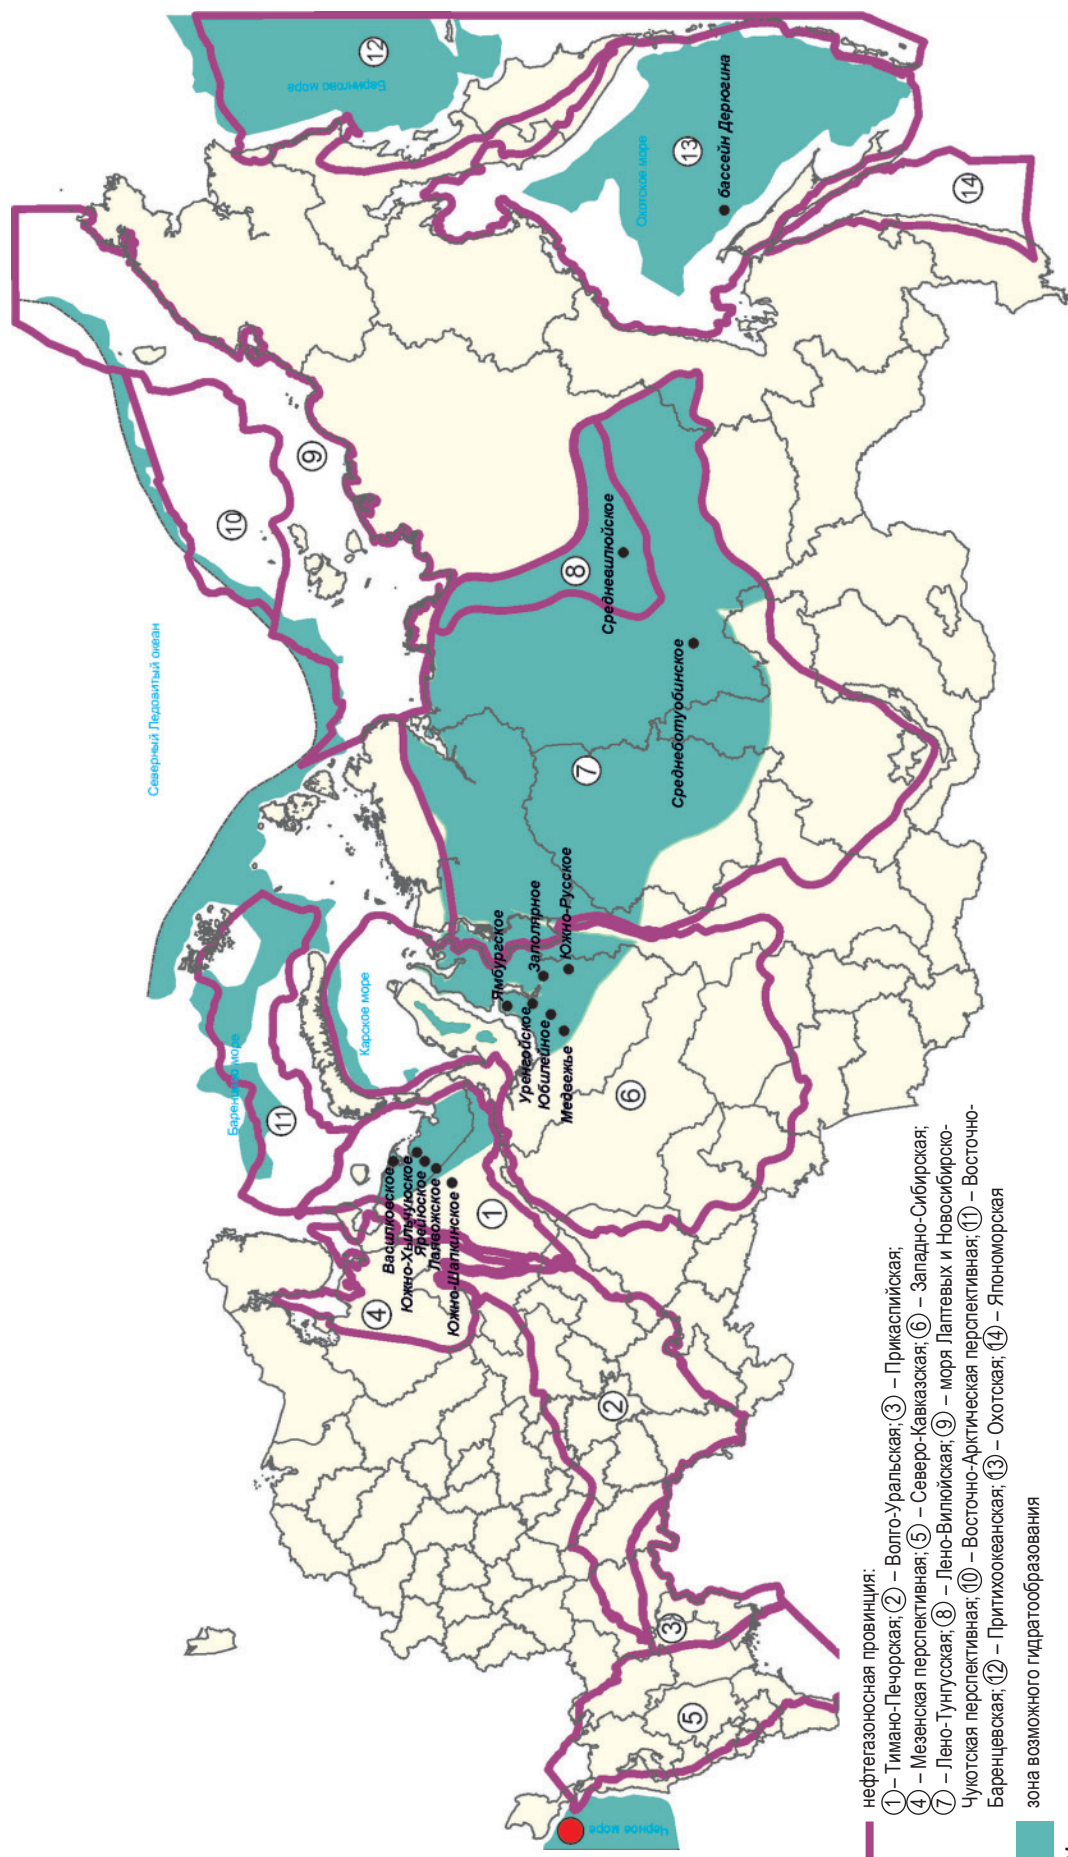 Северный Ледовитый океан
Берингово море
12
Охотское море
13
бассейн Дерюгина
14
9
10
8
Средневилюйское
Среднеботуобинское
7
Баренцево море
11
Карское море
Ямбургское
Заполярное
Южно-Русское
Уренгойское
Юбилейное
Медвежье
6
Василковское
Южно-Хыльчуюское
Ярейюское
Лаявожское
Южно-Шапкинское
1
4
2
3
5
Черное море
нефтегазоносная провинция:
1 – Тимано-Печорская; 2 – Волго-Уральская; 3 – Прикаспийская;
4 – Мезенская перспективная; 5 – Северо-Кавказская; 6 – Западно-Сибирская;
7 – Лено-Тунгусская; 8 – Лено-Вилюйская; 9 – моря Лаптевых и Новосибирско-
Чукотская перспективная; 10 – Восточно-Арктическая перспективная; 11 – Восточно-
Баренцевская; 12 – Притихоокеанская; 13 – Охотская; 14 – Япономорская
зона возможного гидратообразования